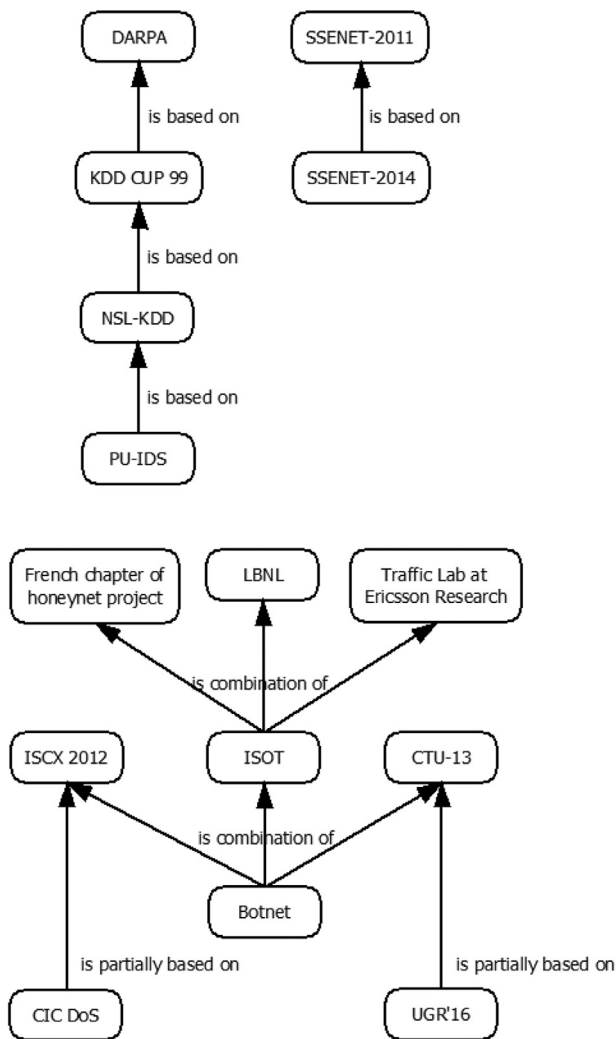 DARPA
SSENET-2011
is based on
is based on
KDD CUP 99
SSENET-2014
is based on
NSL-KDD
is based on
PU-IDS
French chapter of
honeynet project
LBNL
Traffic Lab at
Ericsson Research
is combination of
ISCX 2012
ISOT
CTU-13
is combination of
Botnet
is partially based on
is partially based on
CIC DoS
UGR'16